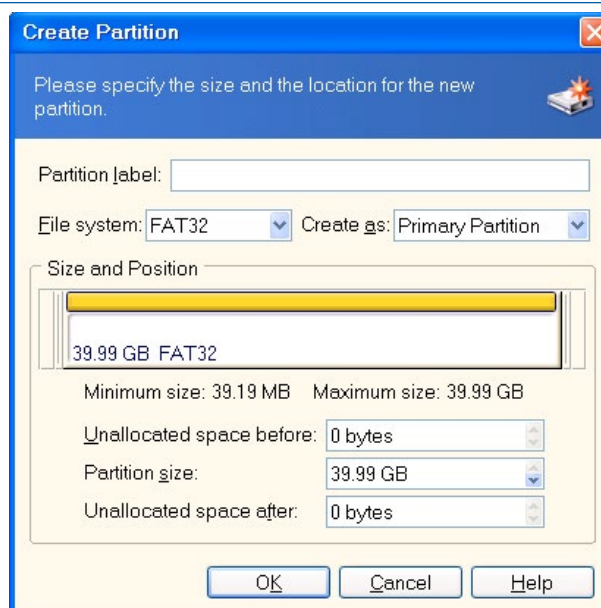 Create Partition
Please specify the size and the location for the new
partition.
Partition label:
File system: FAT32 Create as: Primary Partition
Size and Position
39.99 GB FAT32
Minimum size: 39.19 MB Maximum size: 39.99 GB
Unallocated space before: 0 bytes
Partition size: 39.99 GB
Unallocated space after: 0 bytes
OK Cancel Help